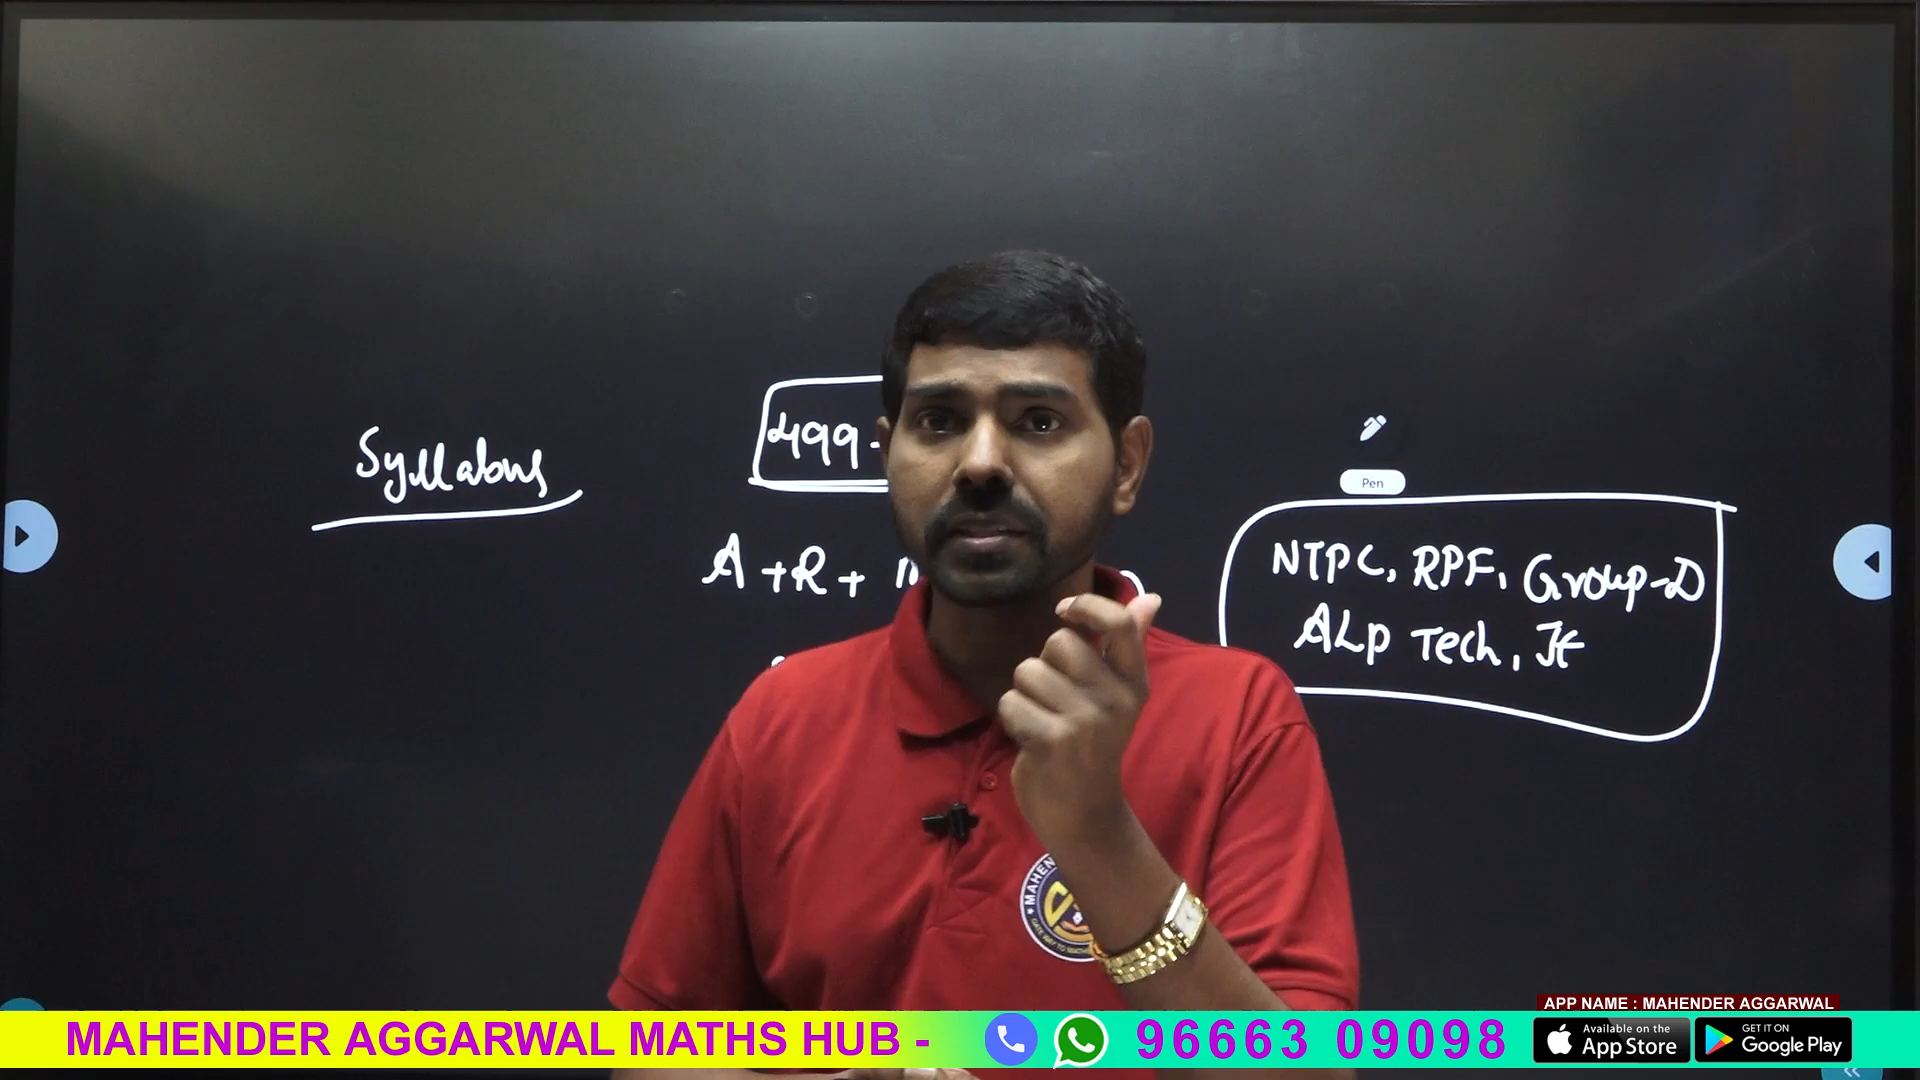 Syllabus
499-
Pen
A + R +
NTPC, RPF, Group-D
ALP Tech, JE
MAHEN
APP NAME : MAHENDER AGGARWAL
MAHENDER AGGARWAL MATHS HUB - 96663 09098
Available on the
App Store
GET IT ON
Google Play